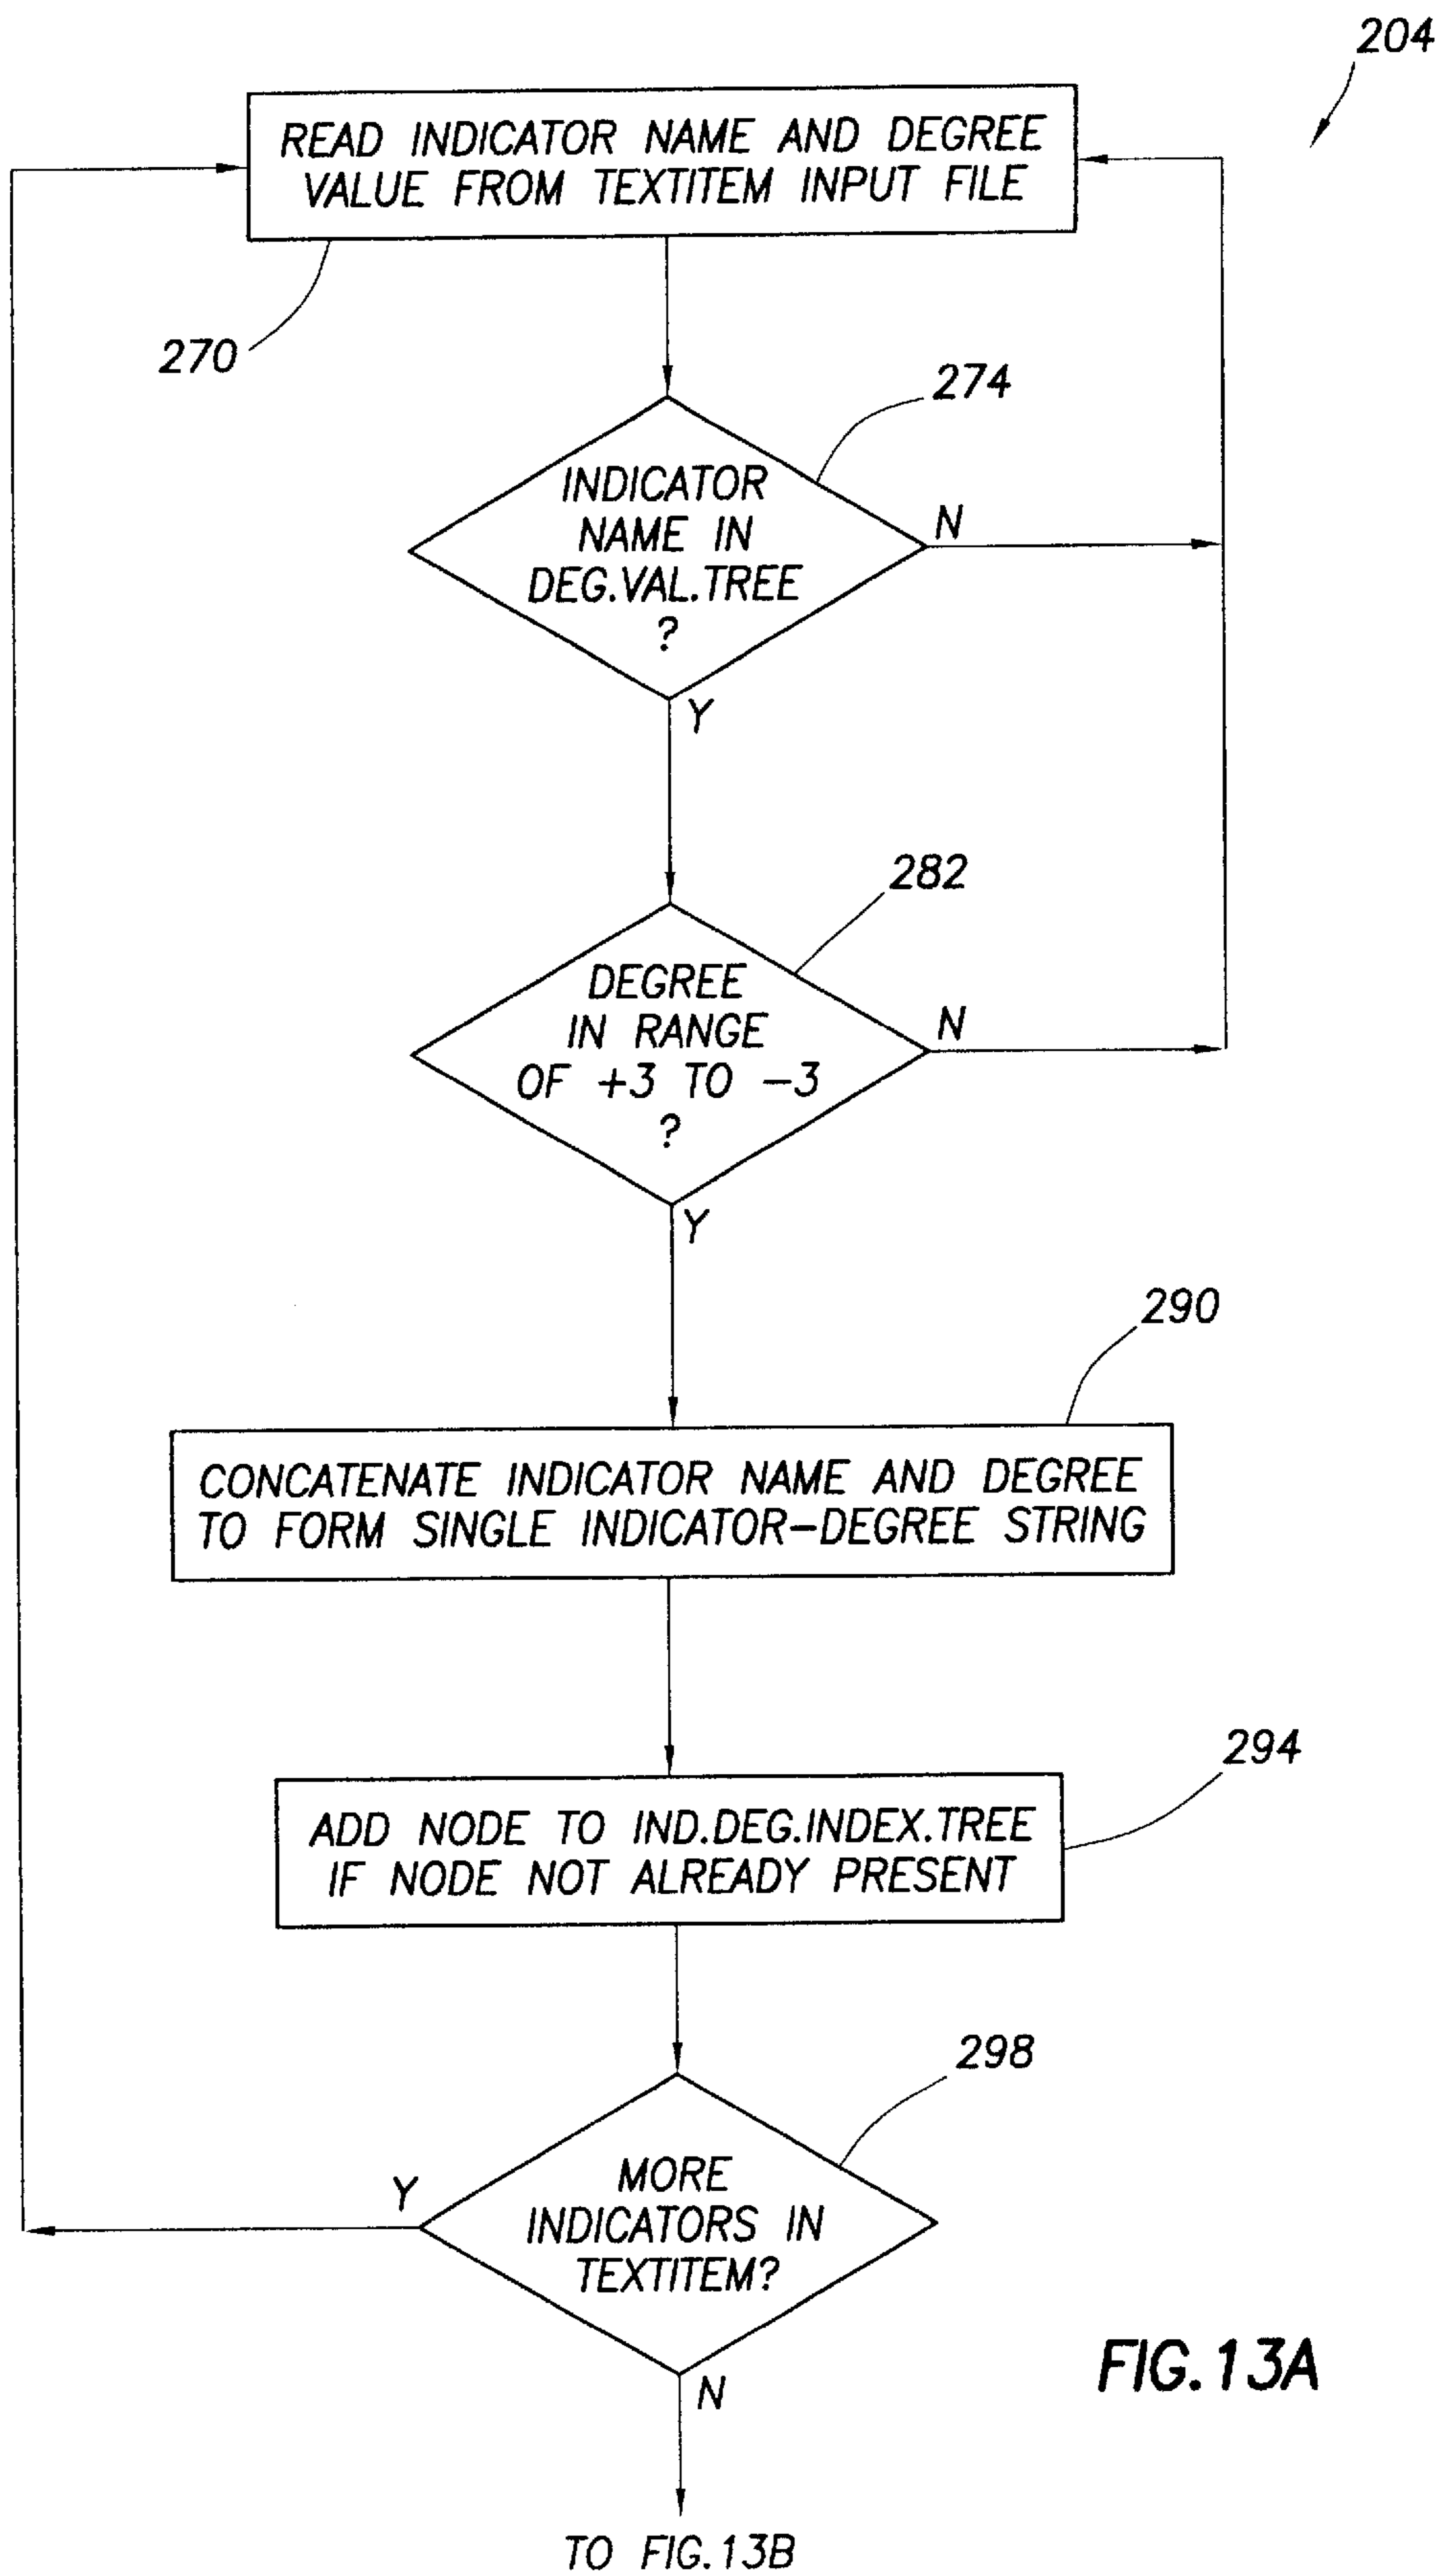 204
READ INDICATOR NAME AND DEGREE
VALUE FROM TEXTITEM INPUT FILE
270
274
INDICATOR
NAME IN
DEG.VAL.TREE
?
N
Y
282
DEGREE
IN RANGE
OF +3 TO −3
?
N
Y
290
CONCATENATE INDICATOR NAME AND DEGREE
TO FORM SINGLE INDICATOR−DEGREE STRING
294
ADD NODE TO IND.DEG.INDEX.TREE
IF NODE NOT ALREADY PRESENT
298
MORE
INDICATORS IN
TEXTITEM?
Y
N
FIG.13A
TO FIG.13B